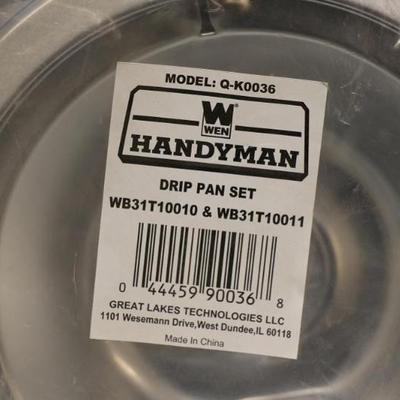 MODEL: Q-K0036
W
WEN
HANDYMAN
DRIP PAN SET
WB31T10010 & WB31T10011
0 44459 90036 8
GREAT LAKES TECHNOLOGIES LLC
1101 Wesemann Drive,West Dundee,IL 60118
Made In China